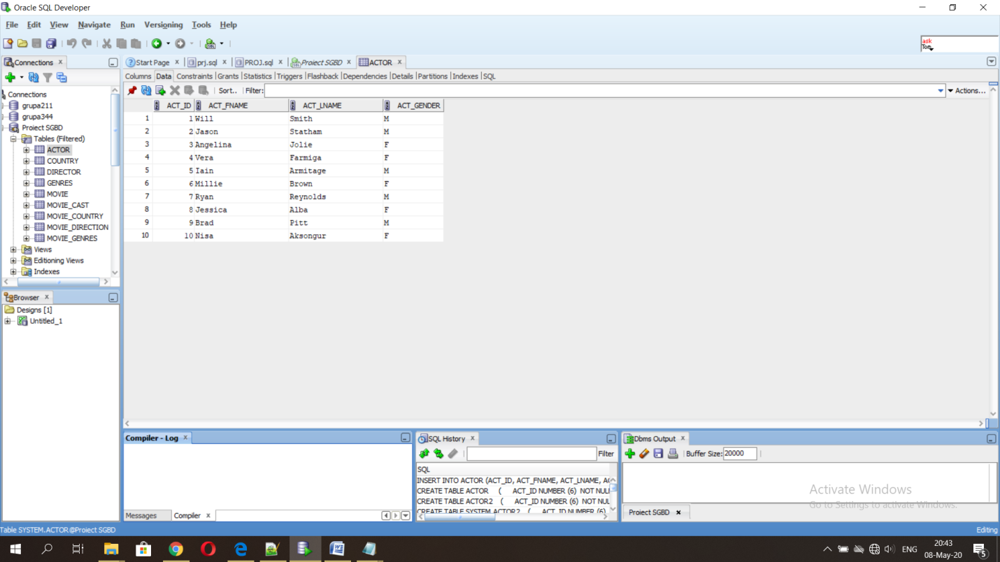 Oracle SQL Developer
File Edit View Navigate Run Versioning Tools Help
ask
Tom
Connections
Start Page prj.sql PROJ.sql Proiect SGBD ACTOR
Columns Data Constraints Grants Statistics Triggers Flashback Dependencies Details Partitions Indexes SQL
Sort.. Filter: Actions...
Connections
grupa211
grupa344
Proiect SGBD
Tables (Filtered)
ACTOR
COUNTRY
DIRECTOR
GENRES
MOVIE
MOVIE_CAST
MOVIE_COUNTRY
MOVIE_DIRECTION
MOVIE_GENRES
Views
Editioning Views
Indexes
ACT_ID ACT_FNAME ACT_LNAME ACT_GENDER
1 1 Will Smith M
2 2 Jason Statham M
3 3 Angelina Jolie F
4 4 Vera Farmiga F
5 5 Iain Armitage M
6 6 Millie Brown F
7 7 Ryan Reynolds M
8 8 Jessica Alba F
9 9 Brad Pitt M
10 10 Nisa Aksongur F
Browser
Designs [1]
Untitled_1
Compiler - Log
Messages Compiler
SQL History
Filter
SQL
INSERT INTO ACTOR (ACT_ID, ACT_FNAME, ACT_LNAME, A
CREATE TABLE ACTOR ( ACT_ID NUMBER (6) NOT NUL
CREATE TABLE ACTOR2 ( ACT_ID NUMBER (6) NOT NUL
CREATE TABLE SYSTEM.ACTOR2 ( ACT_ID NUMBER (6)
Dbms Output
Buffer Size: 20000
Proiect SGBD
Activate Windows
Go to Settings to activate Windows.
Table SYSTEM.ACTOR@Proiect SGBD Editing
ENG
20:43
08-May-20
5